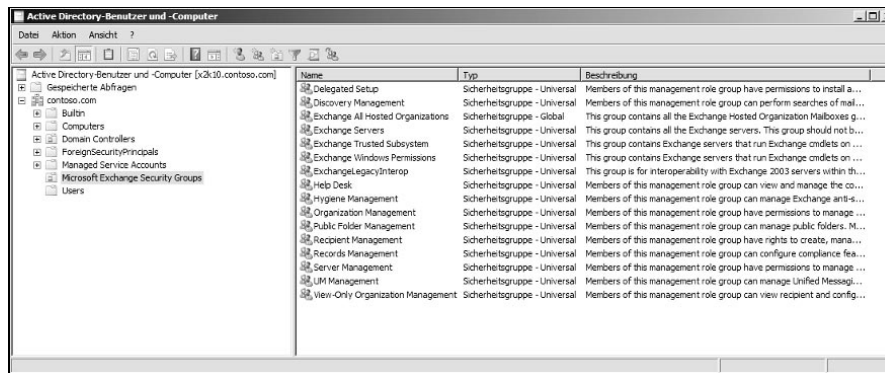 Active Directory-Benutzer und -Computer
Datei Aktion Ansicht ?
Active Directory-Benutzer und -Computer [x2k10.contoso.com]
Gespeicherte Abfragen
contoso.com
Builtin
Computers
Domain Controllers
ForeignSecurityPrincipals
Managed Service Accounts
Microsoft Exchange Security Groups
Users
Name Typ Beschreibung
Delegated Setup Sicherheitsgruppe - Universal Members of this management role group have permissions to install a...
Discovery Management Sicherheitsgruppe - Universal Members of this management role group can perform searches of mail...
Exchange All Hosted Organizations Sicherheitsgruppe - Global This group contains all the Exchange Hosted Organization Mailboxes g...
Exchange Servers Sicherheitsgruppe - Universal This group contains all the Exchange servers. This group should not b...
Exchange Trusted Subsystem Sicherheitsgruppe - Universal This group contains Exchange servers that run Exchange cmdlets on ...
Exchange Windows Permissions Sicherheitsgruppe - Universal This group contains Exchange servers that run Exchange cmdlets on ...
ExchangeLegacyInterop Sicherheitsgruppe - Universal This group is for interoperability with Exchange 2003 servers within th...
Help Desk Sicherheitsgruppe - Universal Members of this management role group can view and manage the co...
Hygiene Management Sicherheitsgruppe - Universal Members of this management role group can manage Exchange anti-s...
Organization Management Sicherheitsgruppe - Universal Members of this management role group have permissions to manage ...
Public Folder Management Sicherheitsgruppe - Universal Members of this management role group can manage public folders. M...
Recipient Management Sicherheitsgruppe - Universal Members of this management role group have rights to create, mana...
Records Management Sicherheitsgruppe - Universal Members of this management role group can configure compliance fea...
Server Management Sicherheitsgruppe - Universal Members of this management role group have permissions to manage ...
UM Management Sicherheitsgruppe - Universal Members of this management role group can manage Unified Messagi...
View-Only Organization Management Sicherheitsgruppe - Universal Members of this management role group can view recipient and config...